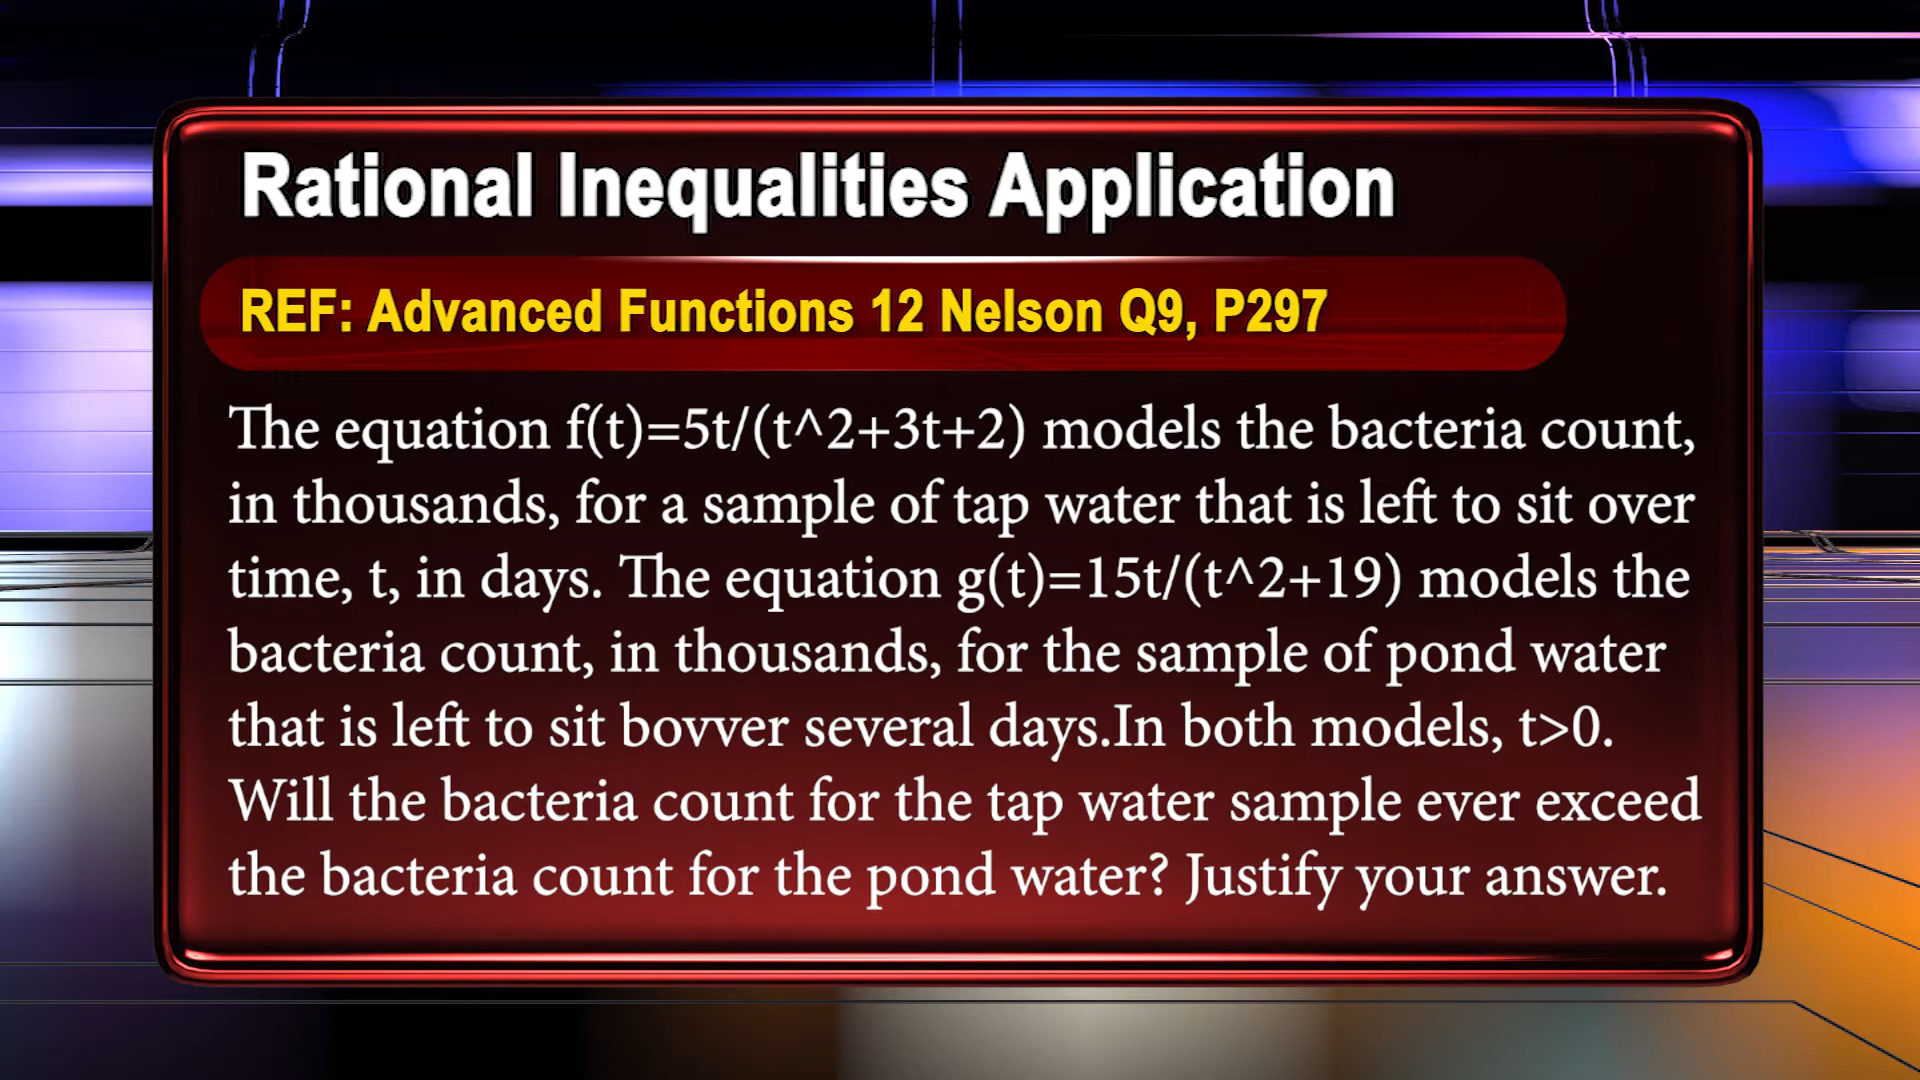 Rational Inequalities Application
REF: Advanced Functions 12 Nelson Q9, P297
The equation f(t)=5t/(t^2+3t+2) models the bacteria count,
in thousands, for a sample of tap water that is left to sit over
time, t, in days. The equation g(t)=15t/(t^2+19) models the
bacteria count, in thousands, for the sample of pond water
that is left to sit bovver several days.In both models, t>0.
Will the bacteria count for the tap water sample ever exceed
the bacteria count for the pond water? Justify your answer.